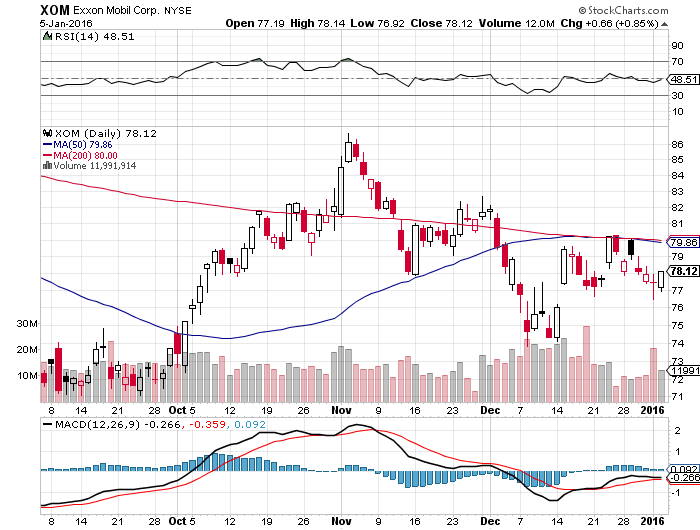 XOM Exxon Mobil Corp. NYSE © StockCharts.com
5-Jan-2016 Open 77.19 High 78.14 Low 76.92 Close 78.12 Volume 12.0M Chg +0.66 (+0.85%)
RSI(14) 48.51
90
70
48.51
30
10
XOM (Daily) 78.12
MA(50) 79.86
MA(200) 80.00
Volume 11,991,914
86
85
84
83
82
81
79.86
79
78.12
77
76
75
74
73
72
71
30M
20M
10M
11991
8 14 21 28 Oct 5 12 19 26 Nov 9 16 23 Dec 7 14 21 28 2016
MACD(12,26,9) -0.266, -0.359, 0.092
2
1
0.092
-0.266
-1
8 14 21 28 Oct 5 12 19 26 Nov 9 16 23 Dec 7 14 21 28 2016